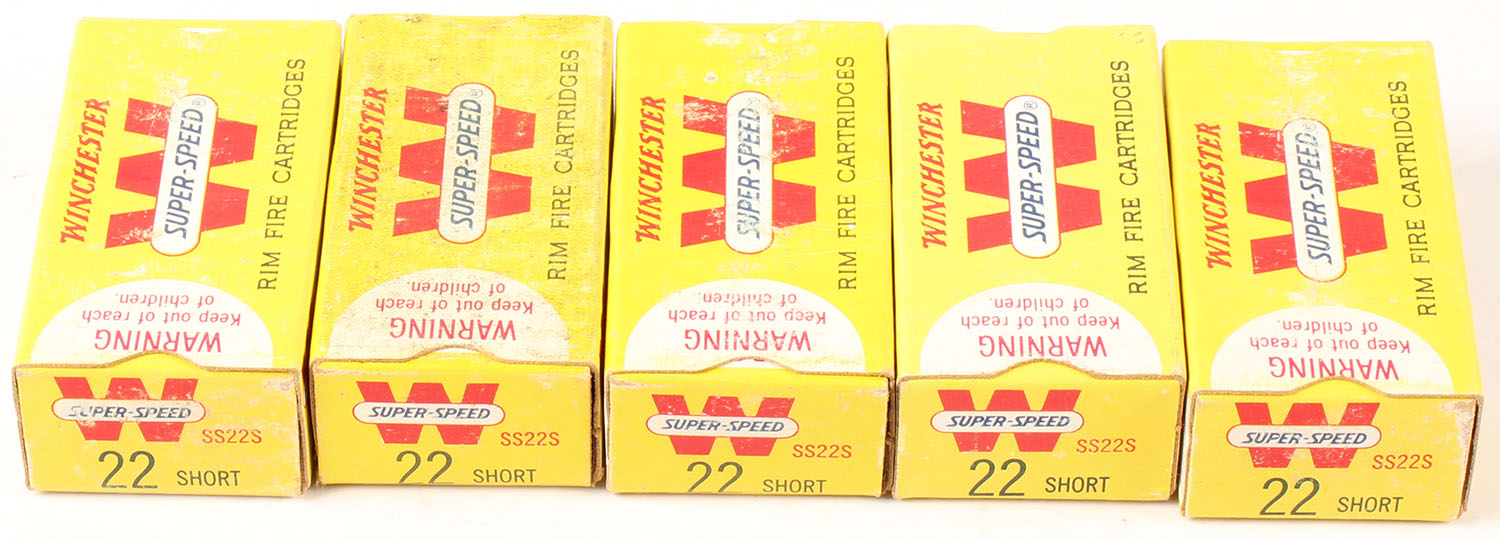 WINCHESTER
W
SUPER-SPEED®
RIM FIRE CARTRIDGES
WARNING
Keep out of reach
of children.
W
SUPER-SPEED
SS22S
22 SHORT
WINCHESTER
W
SUPER-SPEED®
RIM FIRE CARTRIDGES
WARNING
Keep out of reach
of children.
W
SUPER-SPEED
SS22S
22 SHORT
WINCHESTER
W
SUPER-SPEED®
RIM FIRE CARTRIDGES
WARNING
Keep out of reach
of children.
W
SUPER-SPEED
SS22S
22 SHORT
WINCHESTER
W
SUPER-SPEED®
RIM FIRE CARTRIDGES
WARNING
Keep out of reach
of children.
W
SUPER-SPEED
SS22S
22 SHORT
WINCHESTER
W
SUPER-SPEED®
RIM FIRE CARTRIDGES
WARNING
Keep out of reach
of children.
W
SUPER-SPEED
SS22S
22 SHORT